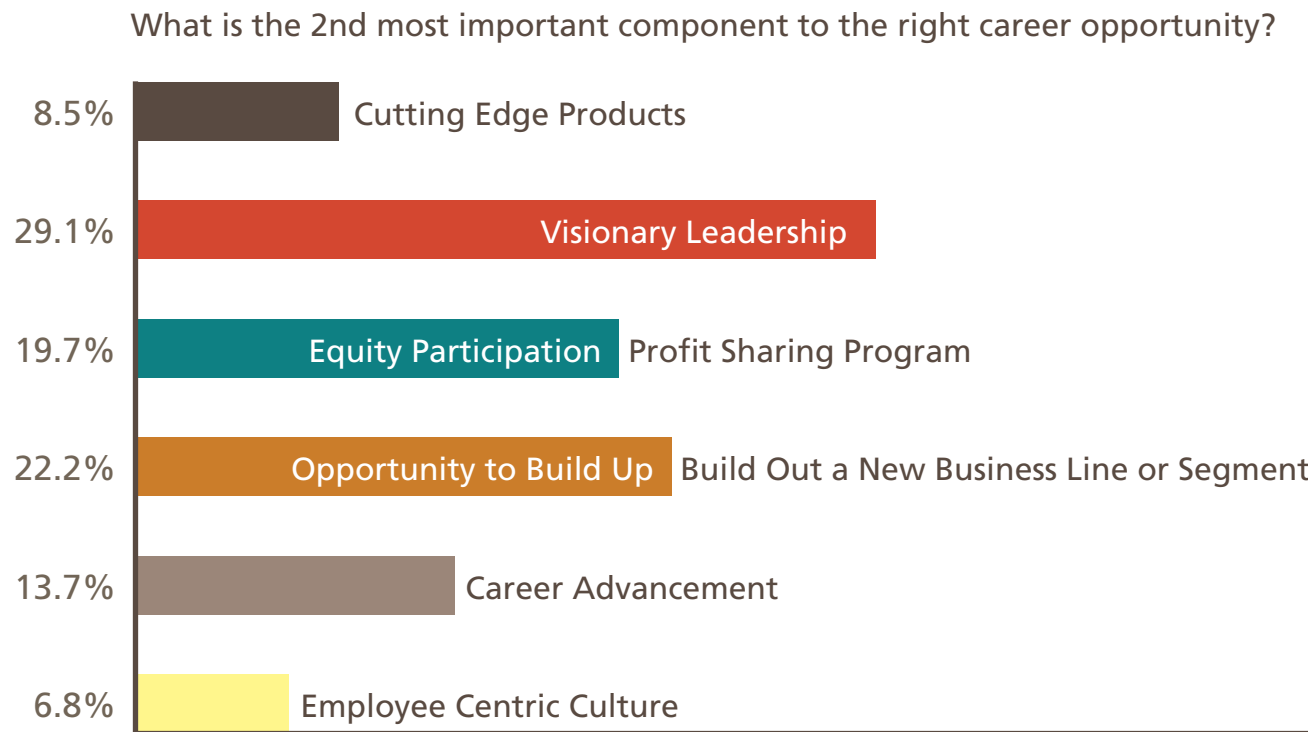 What is the 2nd most important component to the right career opportunity?
8.5% Cutting Edge Products
29.1% Visionary Leadership
19.7% Equity Participation Profit Sharing Program
22.2% Opportunity to Build Up Build Out a New Business Line or Segment
13.7% Career Advancement
6.8% Employee Centric Culture